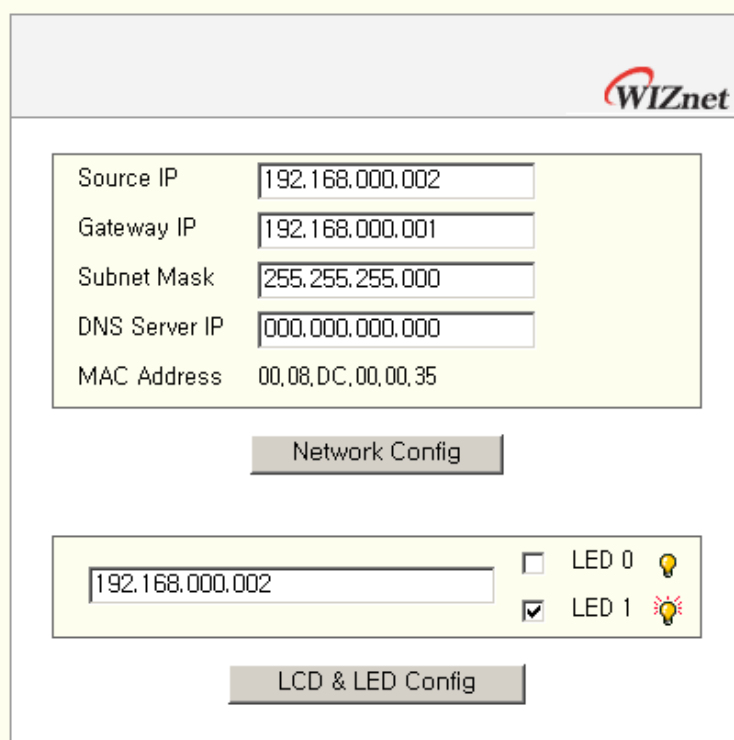 WIZnet
Source IP 192.168.000.002
Gateway IP 192.168.000.001
Subnet Mask 255.255.255.000
DNS Server IP 000.000.000.000
MAC Address 00,08,DC,00,00,35
Network Config
LED 0
192.168.000.002
LED 1
LCD & LED Config